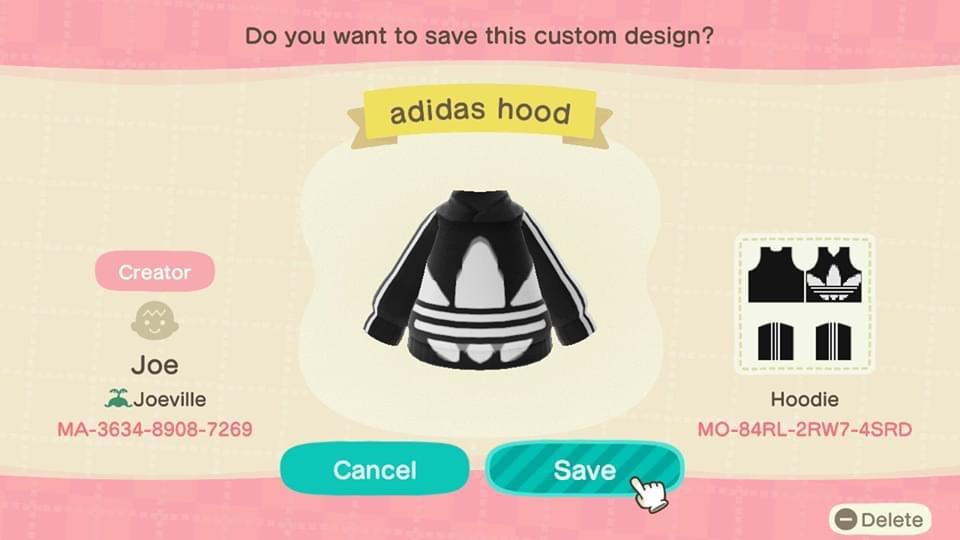 Do you want to save this custom design?
adidas hood
Creator
Joe
Joeville
MA-3634-8908-7269
Hoodie
MO-84RL-2RW7-4SRD
Cancel
Save
Delete